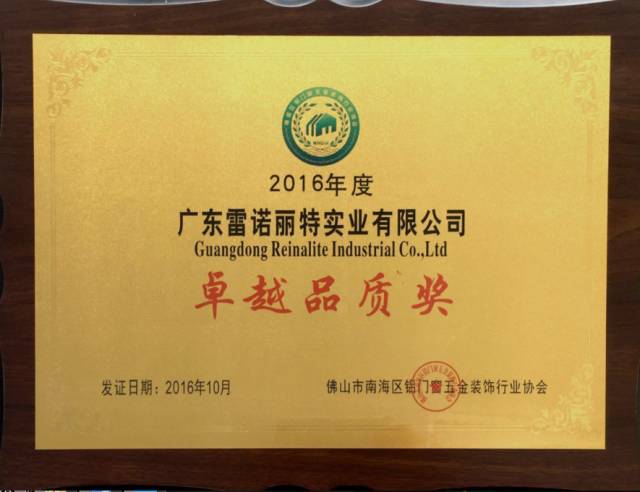 2016年度
广东雷诺丽特实业有限公司
Guangdong Reinalite Industrial Co.,Ltd
卓越品质奖
发证日期：2016年10月
佛山市南海区铝门窗五金装饰行业协会